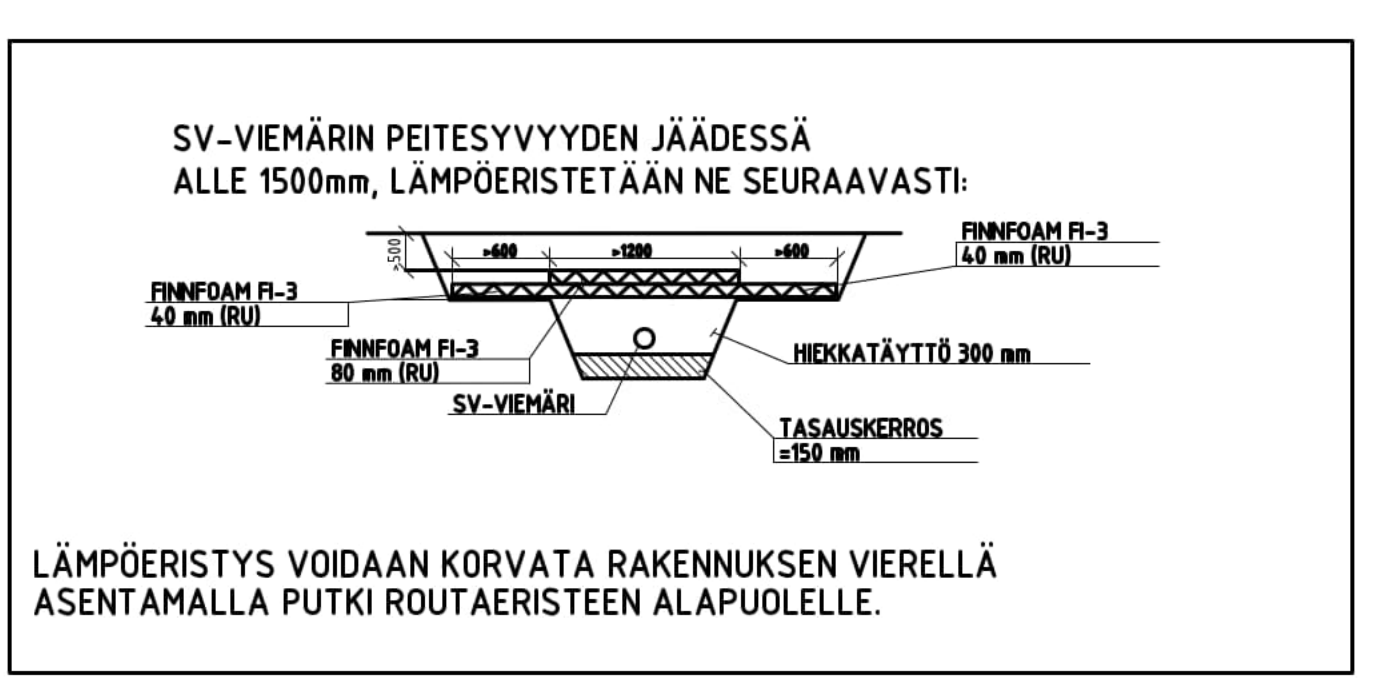 SV-VIEMÄRIN PEITESYVYYDEN JÄÄDESSÄ
ALLE 1500mm, LÄMPÖERISTETÄÄN NE SEURAAVASTI:
FINNFOAM FI-3
40 mm (RU)
>500
>600
>1200
>600
FINNFOAM FI-3
40 mm (RU)
FINNFOAM FI-3
80 mm (RU)
HIEKKATÄYTTÖ 300 mm
SV-VIEMÄRI
TASAUSKERROS
=150 mm
LÄMPÖERISTYS VOIDAAN KORVATA RAKENNUKSEN VIERELLÄ
ASENTAMALLA PUTKI ROUTAERISTEEN ALAPUOLELLE.